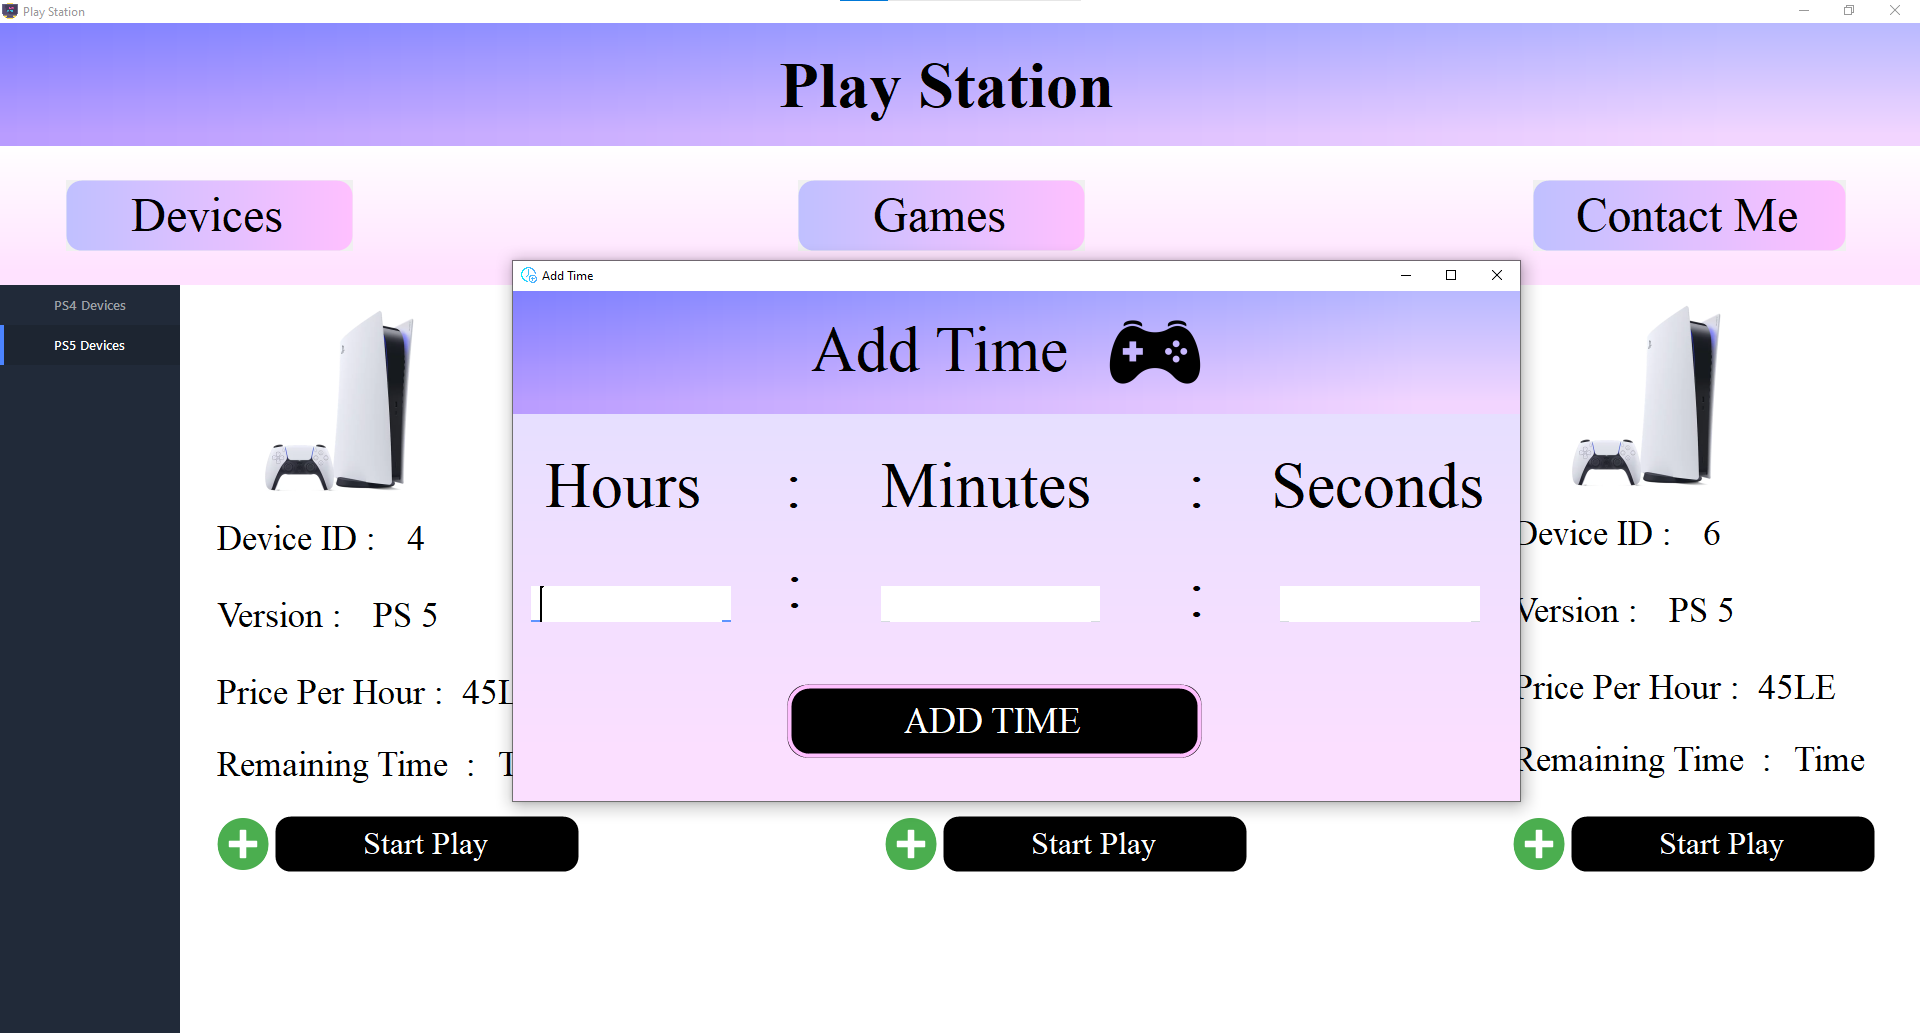 Play Station
Play Station
Devices
Games
Contact Me
PS4 Devices
PS5 Devices
Add Time
Add Time
Hours : Minutes : Seconds
: :
ADD TIME
Device ID : 4
Version : PS 5
Price Per Hour : 45L
Remaining Time : T
Start Play
Start Play
Device ID : 6
Version : PS 5
Price Per Hour : 45LE
Remaining Time : Time
Start Play